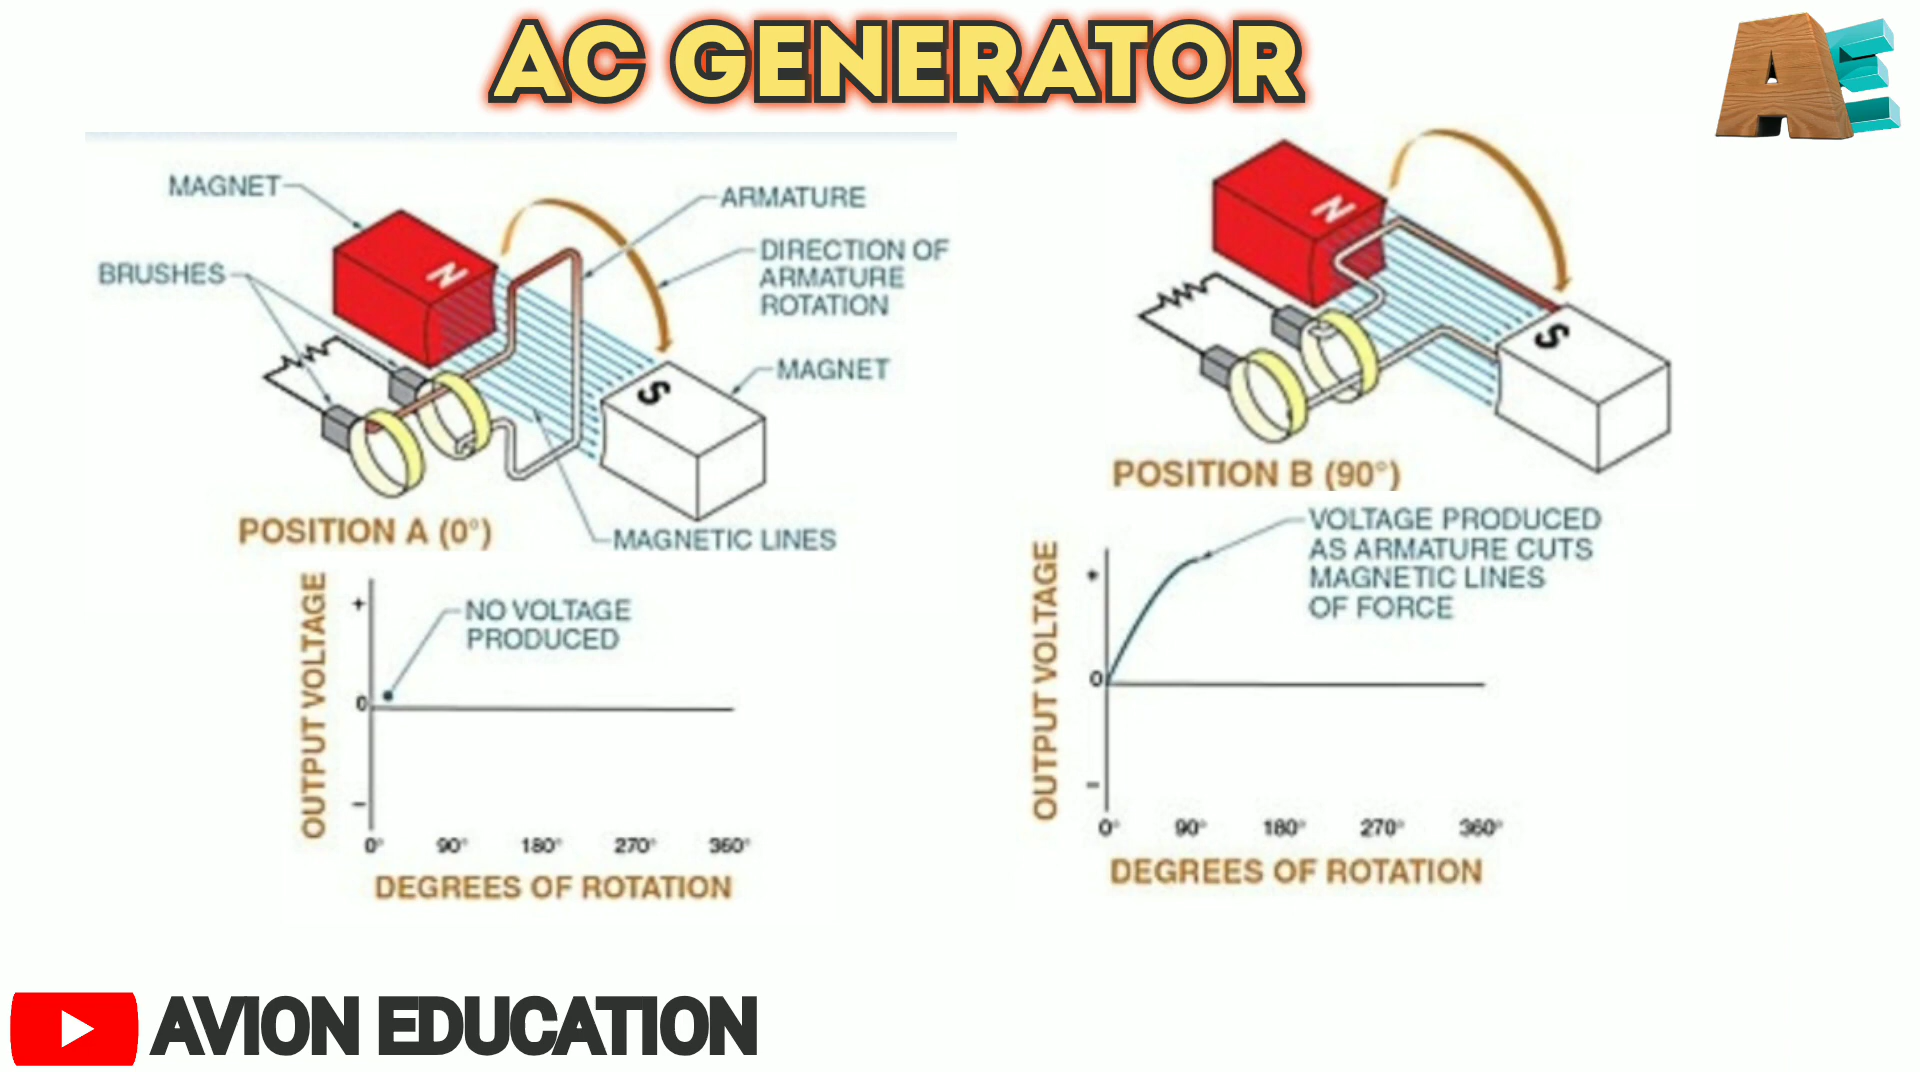 AC GENERATOR
AE
MAGNET
ARMATURE
BRUSHES
DIRECTION OF
ARMATURE
ROTATION
N
S
MAGNET
POSITION A (0°)
MAGNETIC LINES
OUTPUT VOLTAGE
+
0
−
NO VOLTAGE
PRODUCED
0° 90° 180° 270° 360°
DEGREES OF ROTATION
N
S
POSITION B (90°)
VOLTAGE PRODUCED
AS ARMATURE CUTS
MAGNETIC LINES
OF FORCE
OUTPUT VOLTAGE
+
0
−
0° 90° 180° 270° 360°
DEGREES OF ROTATION
AVION EDUCATION